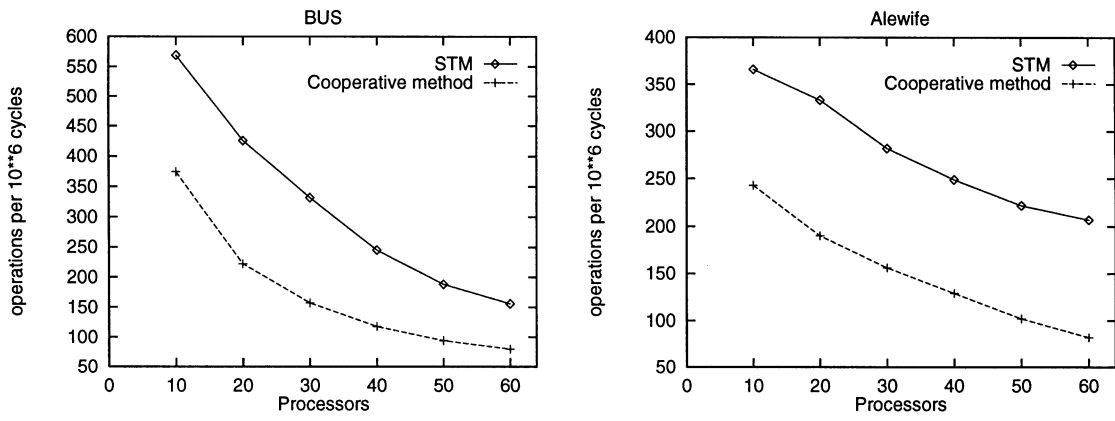 BUS
operations per 10**6 cycles
600
550
500
450
400
350
300
250
200
150
100
50
STM
Cooperative method
0 10 20 30 40 50 60
Processors
Alewife
operations per 10**6 cycles
400
350
300
250
200
150
100
50
STM
Cooperative method
0 10 20 30 40 50 60
Processors